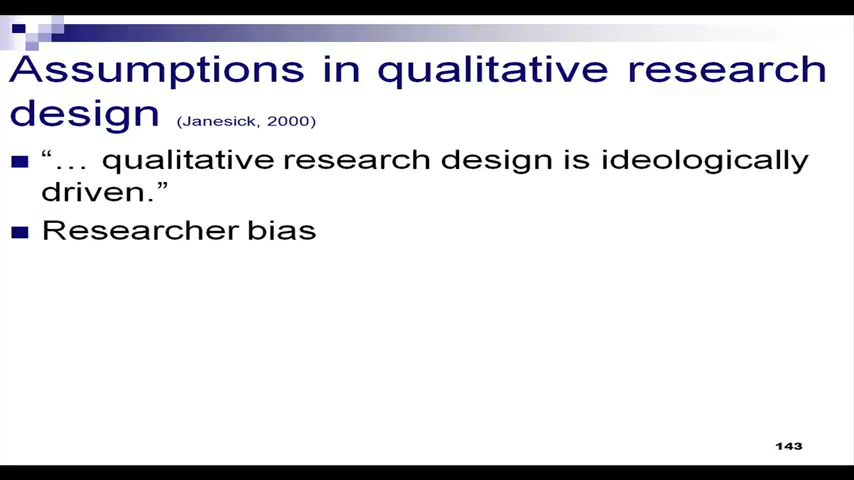 Assumptions in qualitative research
design (Janesick, 2000)
“… qualitative research design is ideologically
driven.”
Researcher bias
143